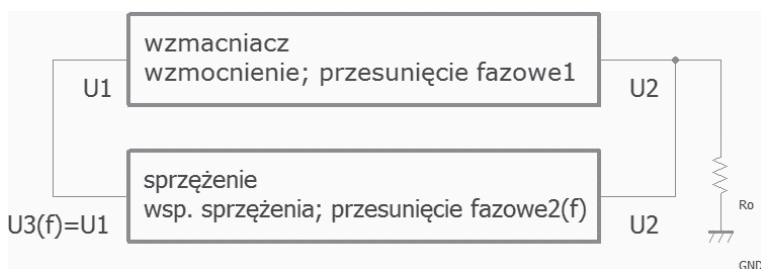 wzmacniacz
wzmocnienie; przesunięcie fazowe1
U1
U2
sprzężenie
wsp. sprzężenia; przesunięcie fazowe2(f)
U3(f)=U1
U2
Ro
GND